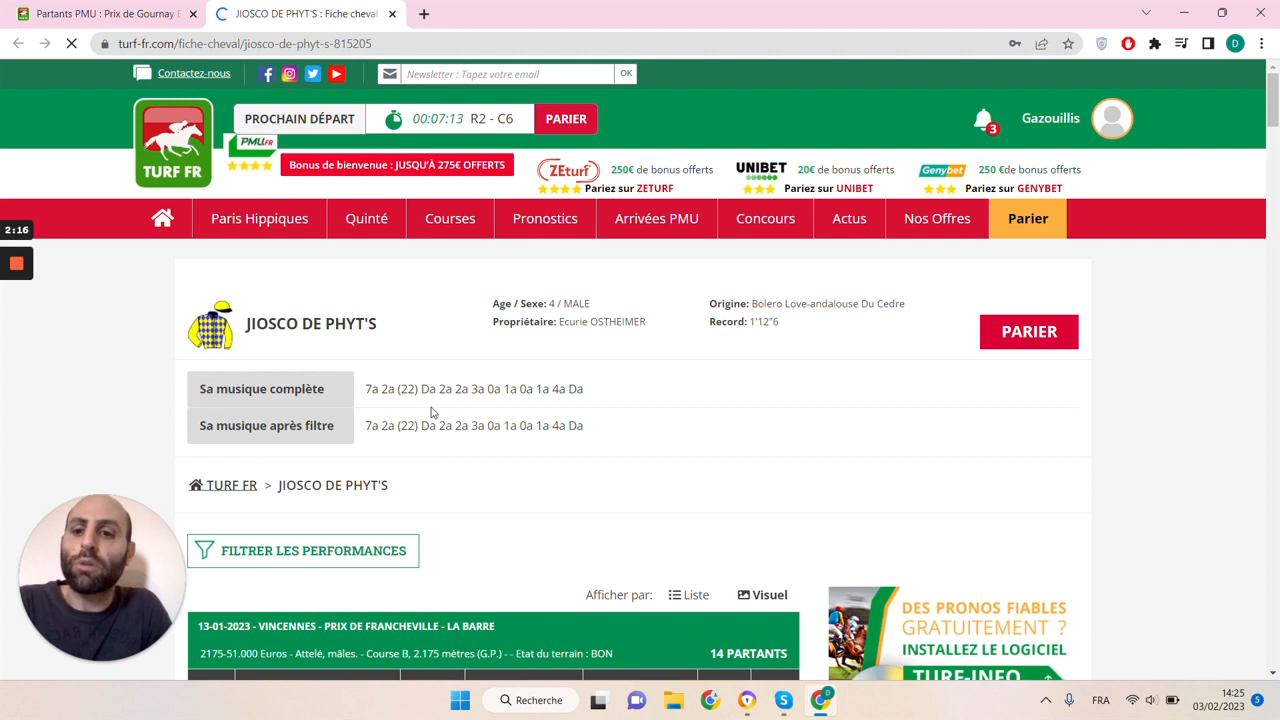 Partants PMU : Prix de Gournay E
JIOSCO DE PHYT'S : Fiche cheval
turf-fr.com/fiche-cheval/jiosco-de-phyt-s-815205
D
Contactez-nous
Newsletter : Tapez votre email
OK
TURF FR
PROCHAIN DÉPART
00:07:13 R2 - C6
PARIER
3
Gazouillis
PMU.FR
Bonus de bienvenue : JUSQU'À 275€ OFFERTS
ZEturf
250€ de bonus offerts
Pariez sur ZETURF
UNIBET
20€ de bonus offerts
Pariez sur UNIBET
Genybet
250 €de bonus offerts
Pariez sur GENYBET
Paris Hippiques
Quinté
Courses
Pronostics
Arrivées PMU
Concours
Actus
Nos Offres
Parier
2:16
JIOSCO DE PHYT'S
Age / Sexe: 4 / MALE
Propriétaire: Ecurie OSTHEIMER
Origine: Bolero Love-andalouse Du Cedre
Record: 1'12"6
PARIER
Sa musique complète
7a 2a (22) Da 2a 2a 3a 0a 1a 0a 1a 4a Da
Sa musique après filtre
7a 2a (22) Da 2a 2a 3a 0a 1a 0a 1a 4a Da
TURF FR > JIOSCO DE PHYT'S
FILTRER LES PERFORMANCES
Afficher par:
Liste
Visuel
13-01-2023 - VINCENNES - PRIX DE FRANCHEVILLE - LA BARRE
2175-51.000 Euros - Attelé, mâles. - Course B, 2.175 mètres (G.P.) - - Etat du terrain : BON
14 PARTANTS
DES PRONOS FIABLES
GRATUITEMENT ?
INSTALLEZ LE LOGICIEL
TURF-INFO
Recherche
D
FRA
14:25
03/02/2023
5